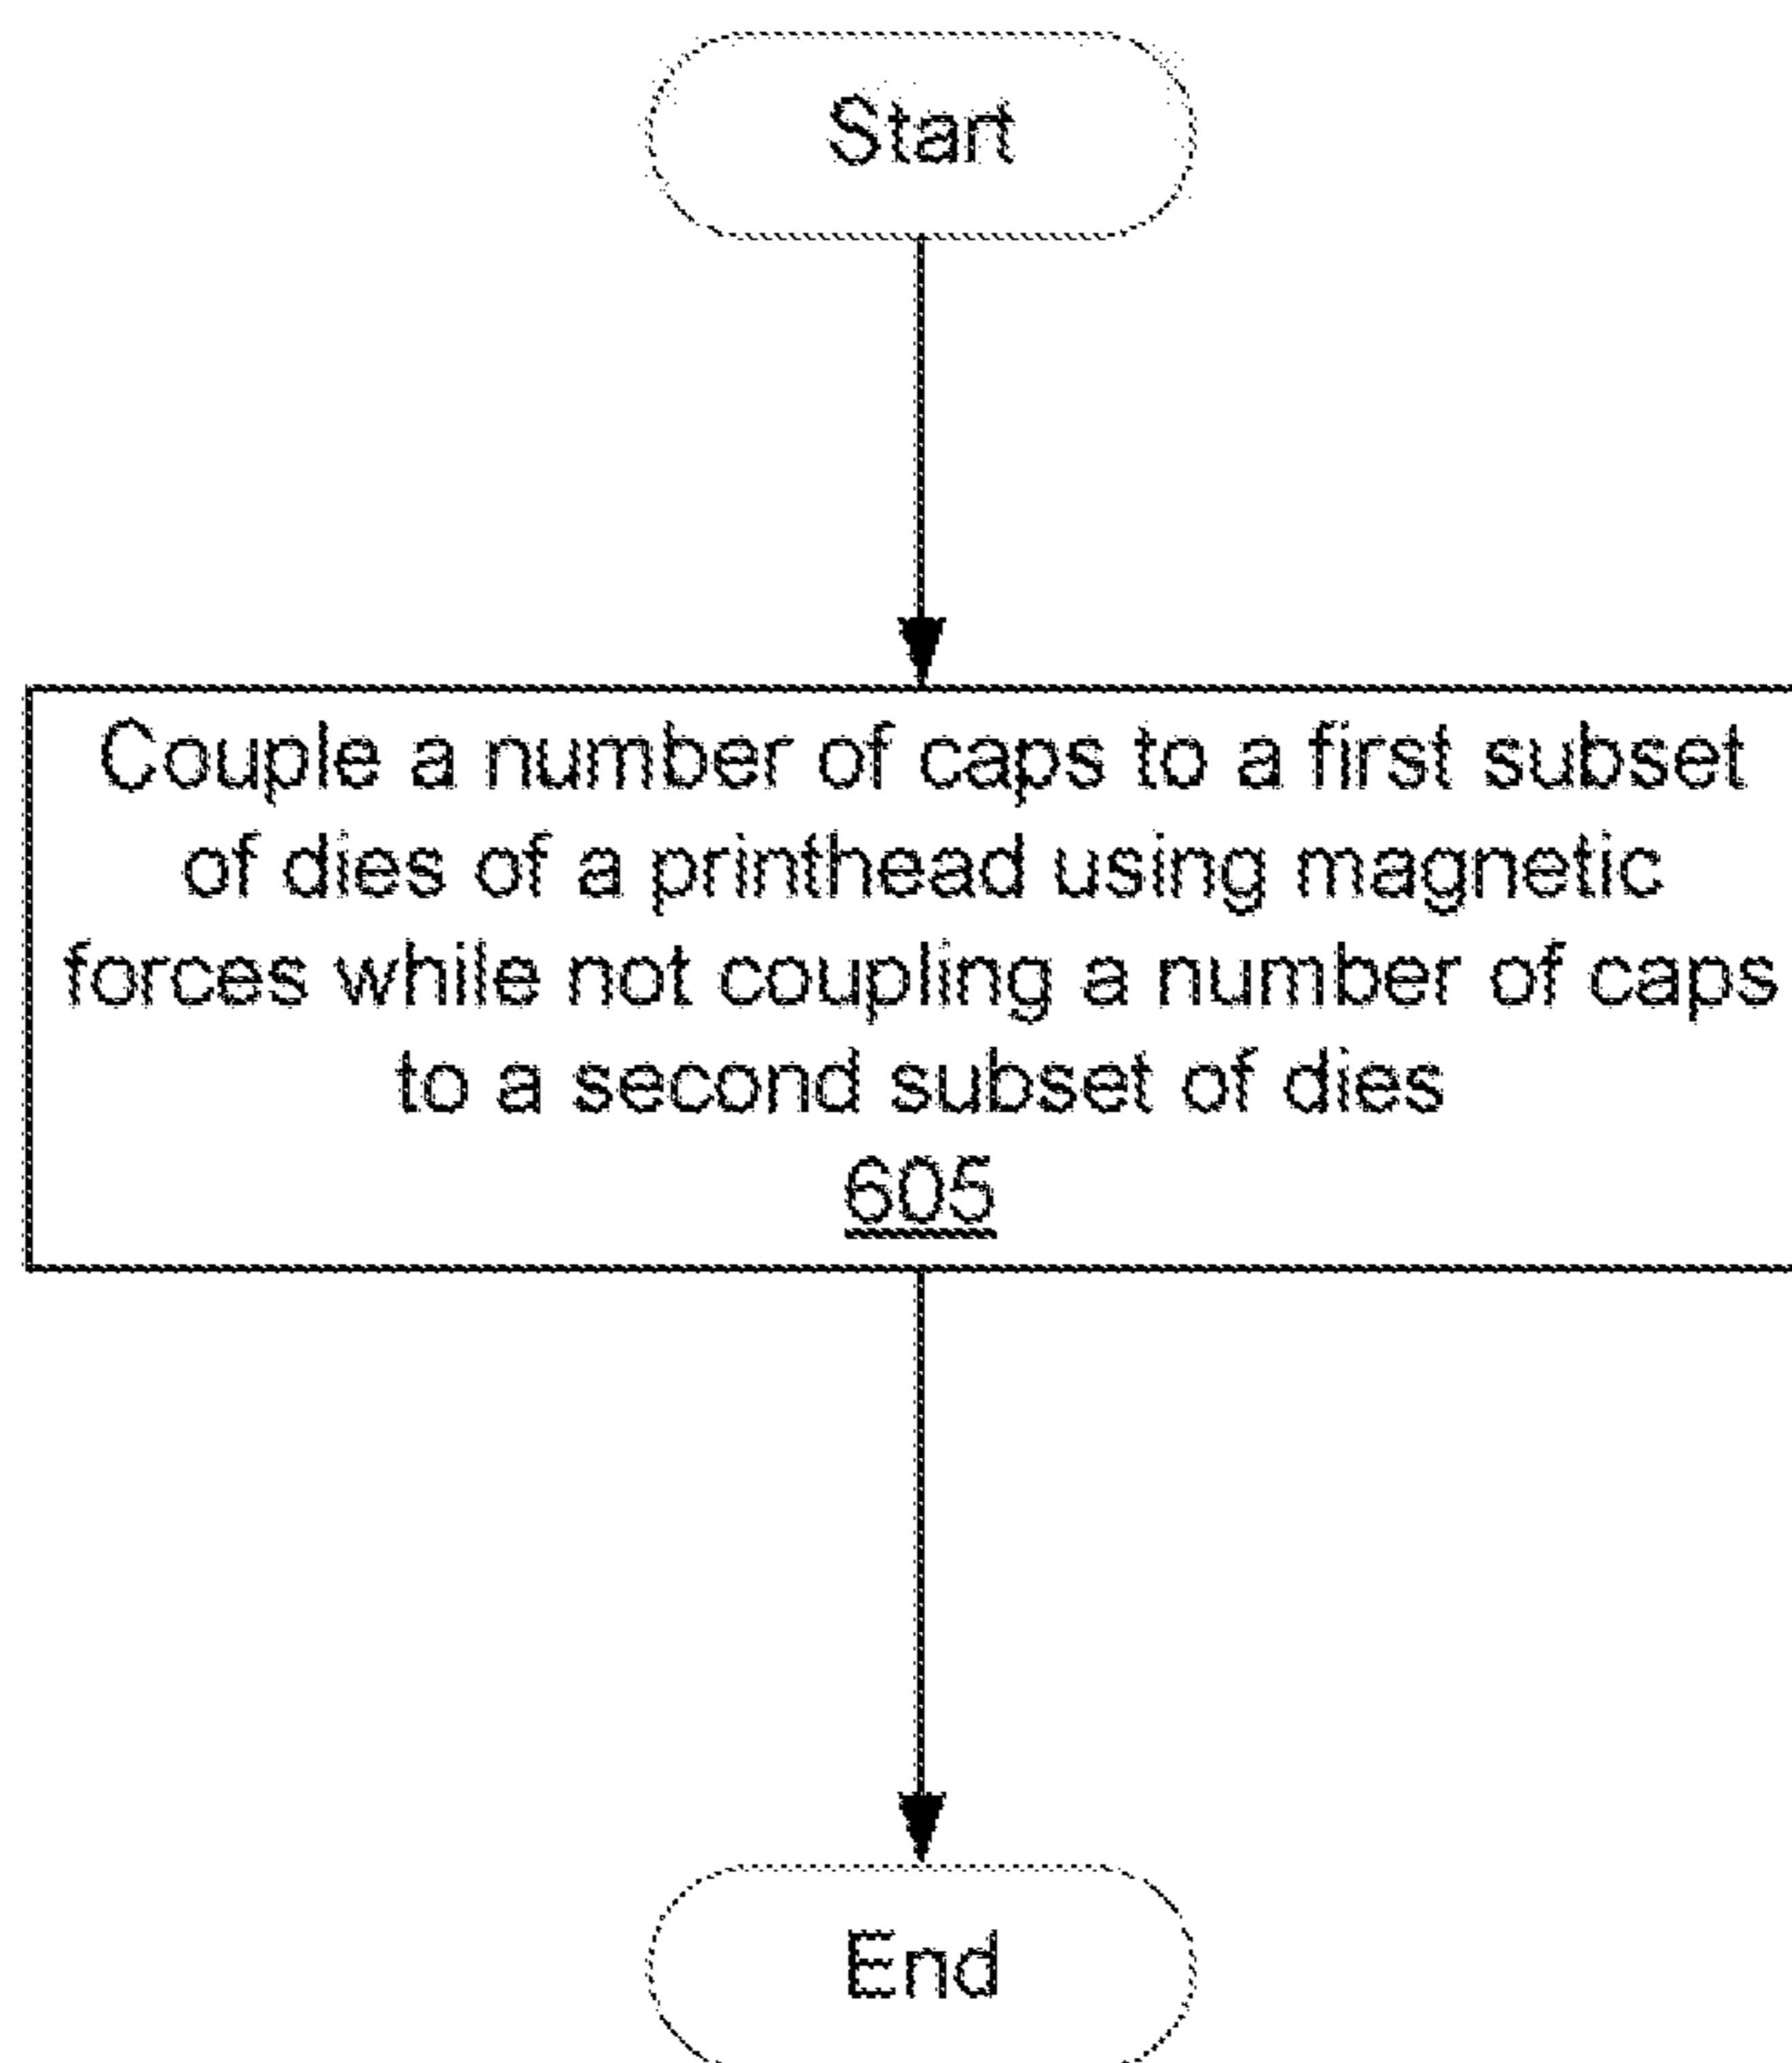 Start
Couple a number of caps to a first subset
of dies of a printhead using magnetic
forces while not coupling a number of caps
to a second subset of dies
605
End